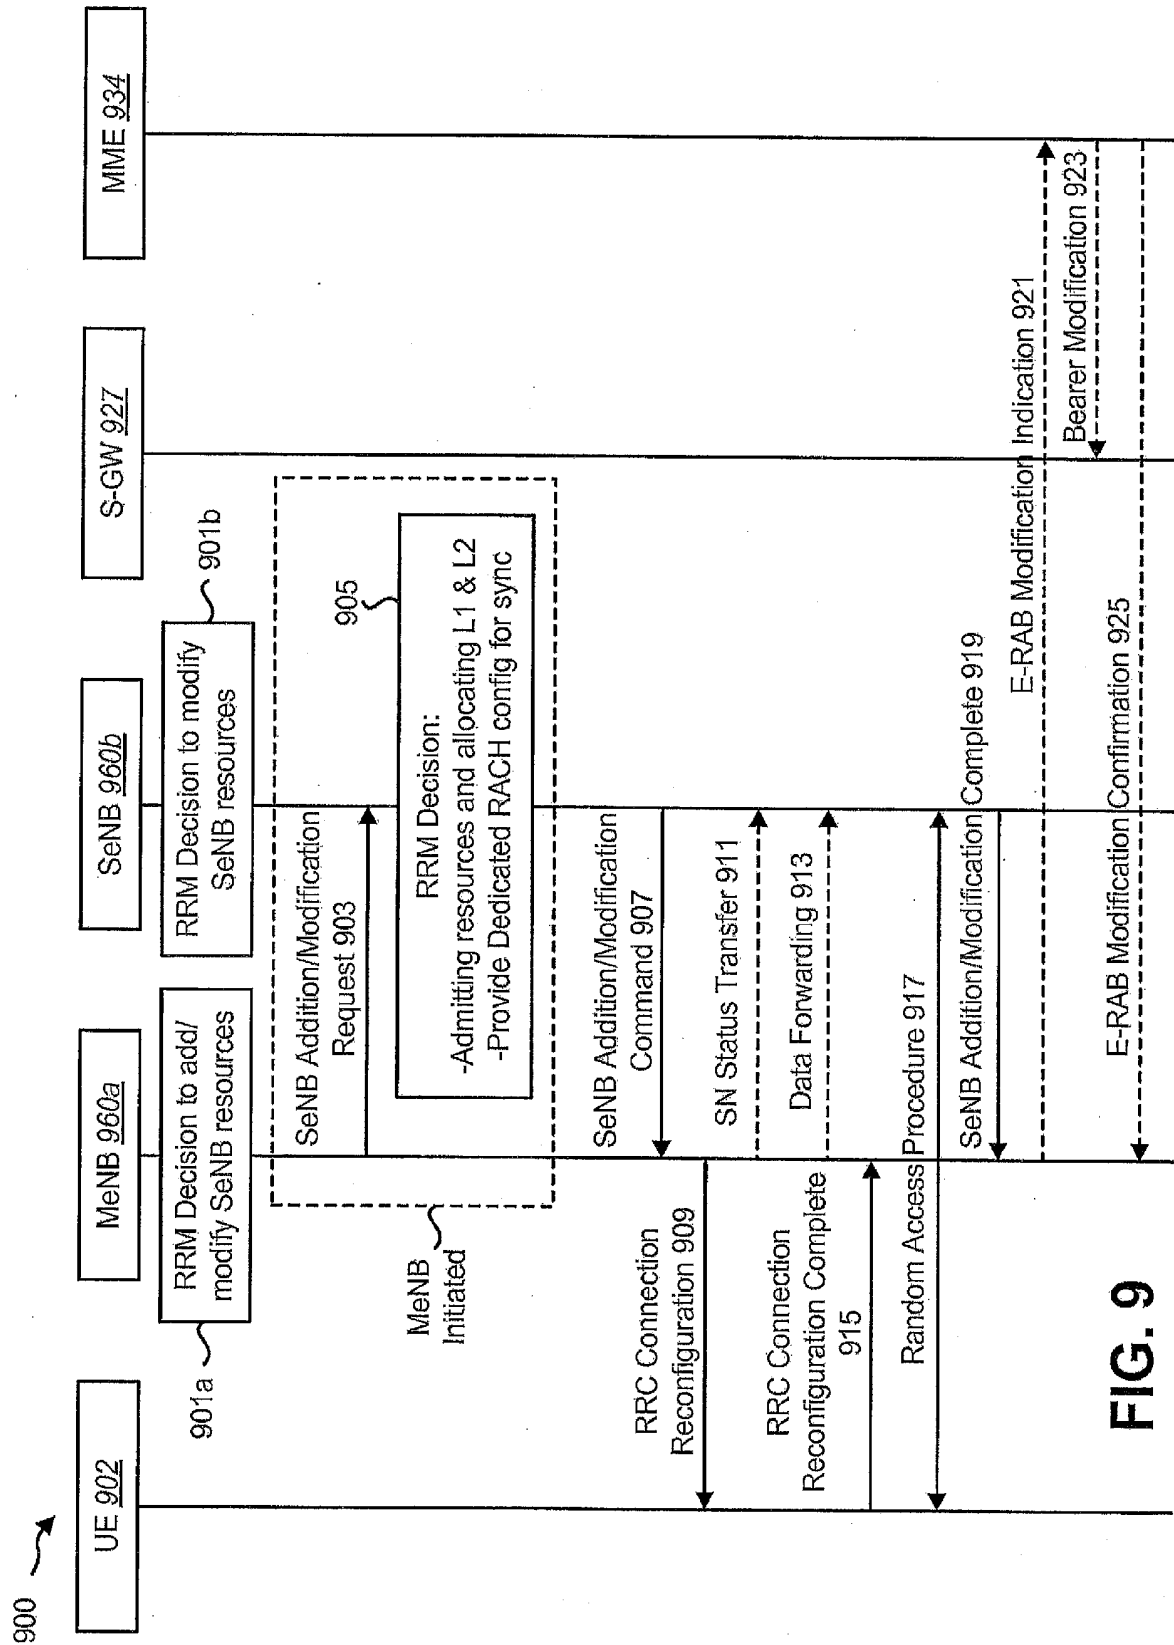 900
UE 902
MeNB 960a
SeNB 960b
S-GW 927
MME 934
901a
RRM Decision to add/
modify SeNB resources
RRM Decision to modify
SeNB resources
901b
MeNB
Initiated
SeNB Addition/Modification
Request 903
905
RRM Decision:
-Admitting resources and allocating L1 & L2
-Provide Dedicated RACH config for sync
SeNB Addition/Modification
Command 907
RRC Connection
Reconfiguration 909
SN Status Transfer 911
Data Forwarding 913
RRC Connection
Reconfiguration Complete
915
Random Access Procedure 917
SeNB Addition/Modification Complete 919
E-RAB Modification Indication 921
Bearer Modification 923
E-RAB Modification Confirmation 925
FIG. 9